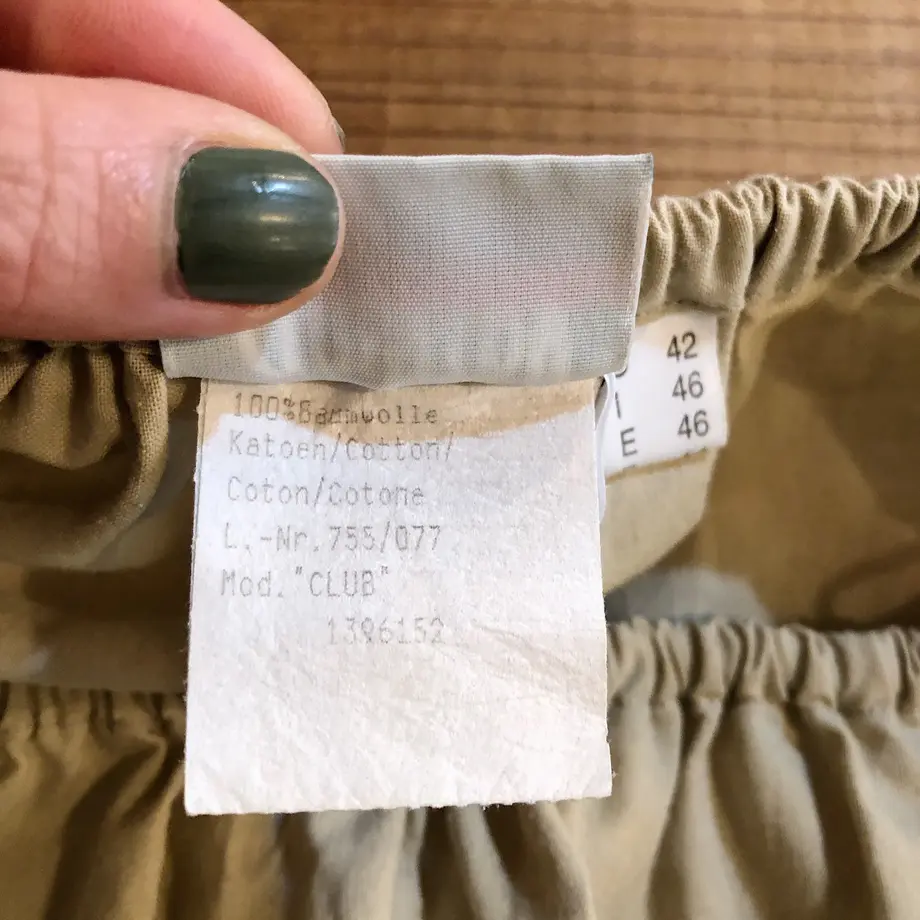 100%Baumwolle
Katoen/Cotton/
Coton/Cotone
L.-Nr.755/077
Mod."CLUB"
1396152
42
I 46
E 46